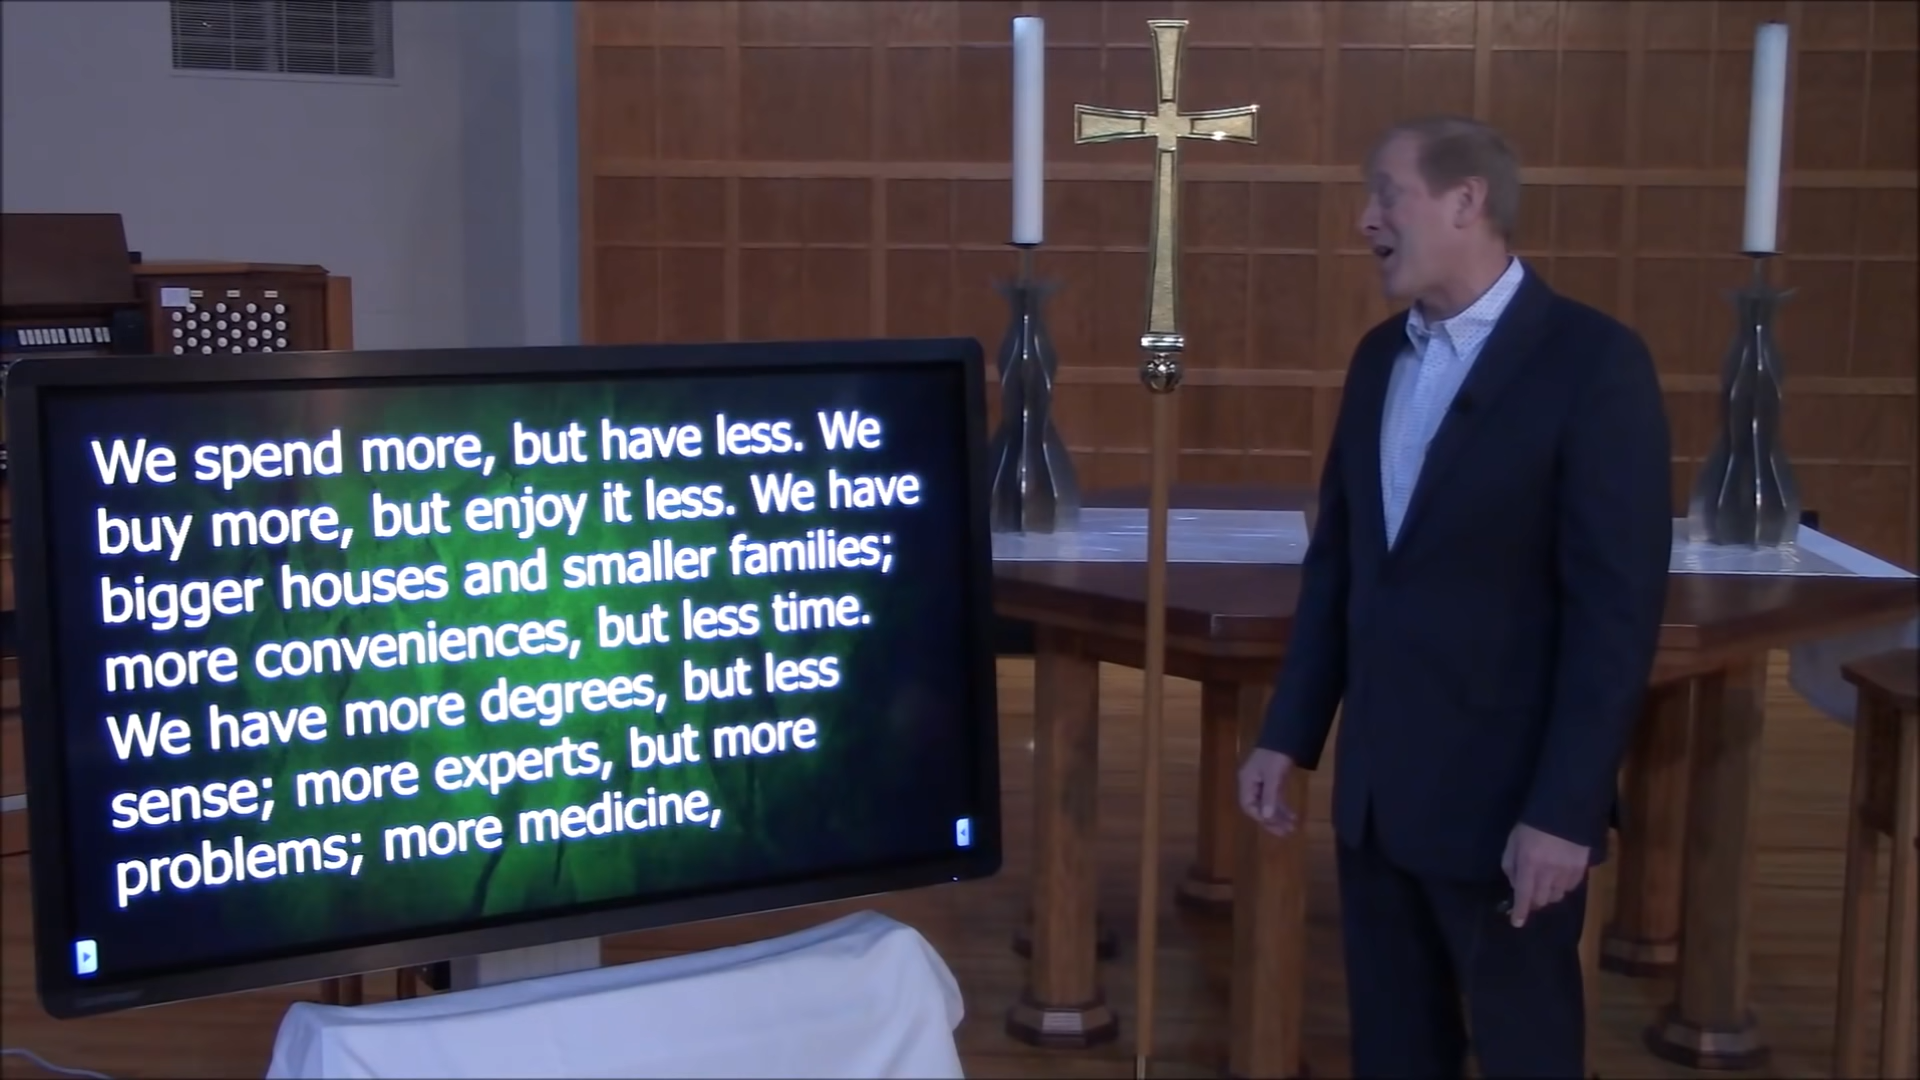 We spend more, but have less. We
buy more, but enjoy it less. We have
bigger houses and smaller families;
more conveniences, but less time.
We have more degrees, but less
sense; more experts, but more
problems; more medicine,